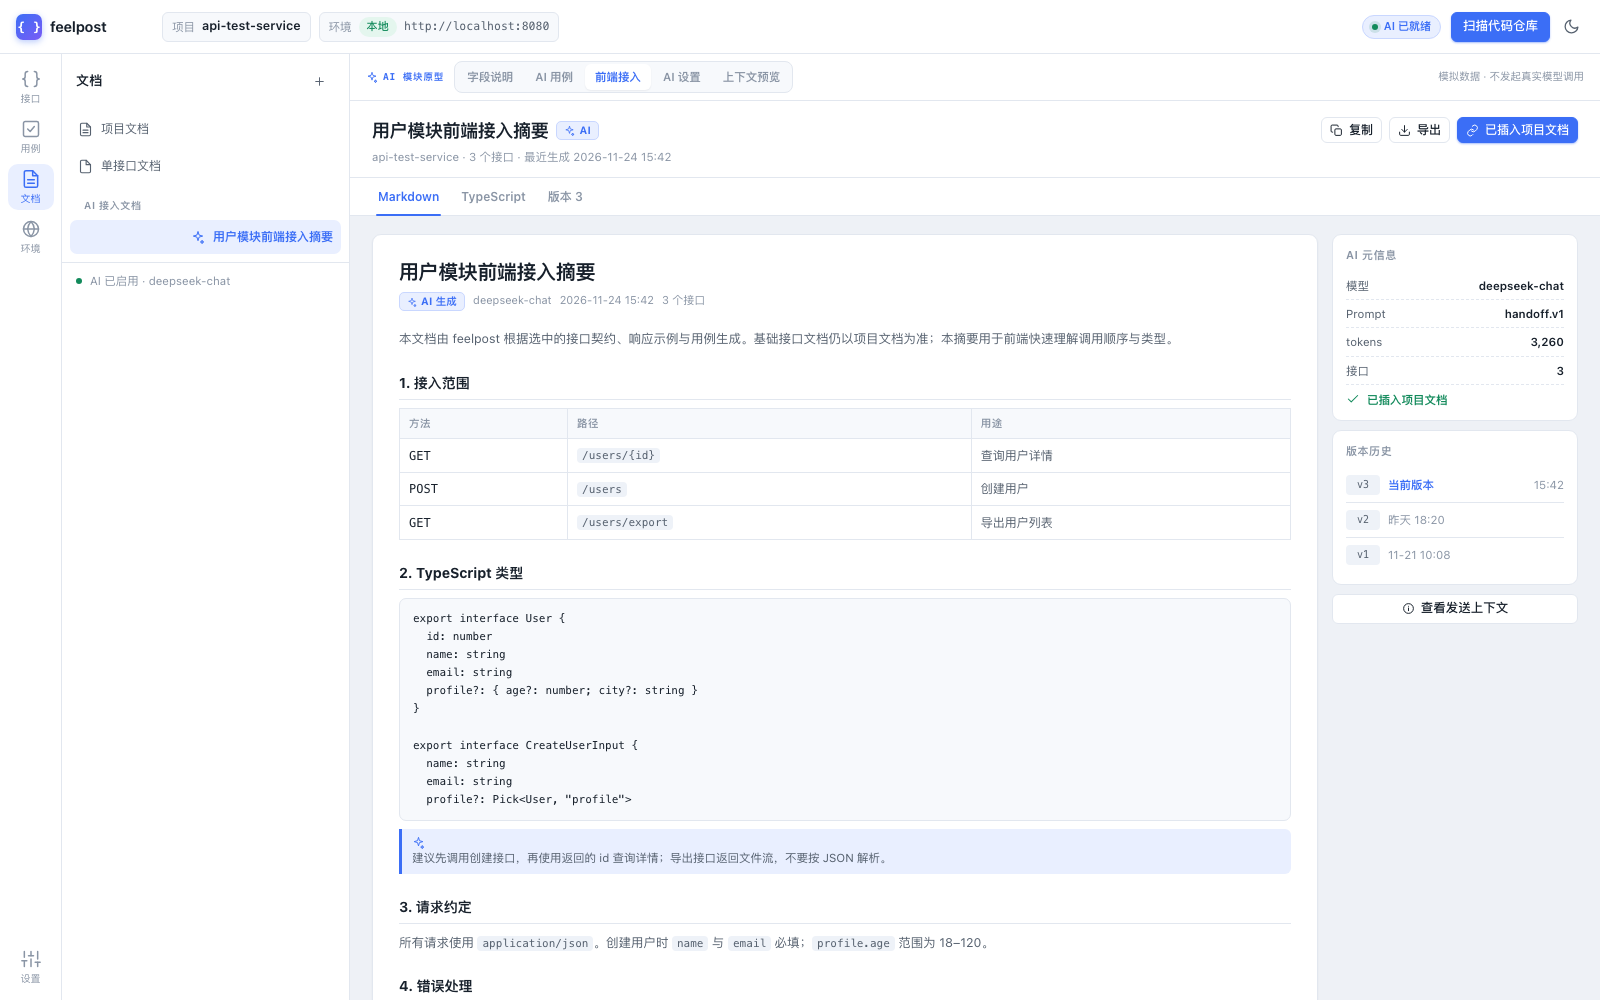 { } feelpost
项目 api-test-service
环境 本地 http://localhost:8080
AI 已就绪
扫描代码仓库
接口
用例
文档
环境
设置
文档 +
项目文档
单接口文档
AI 接入文档
用户模块前端接入摘要
AI 已启用 · deepseek-chat
AI 模块原型
字段说明 AI 用例 前端接入 AI 设置 上下文预览
模拟数据 · 不发起真实模型调用
用户模块前端接入摘要 AI
api-test-service · 3 个接口 · 最近生成 2026-11-24 15:42
复制 导出 已插入项目文档
Markdown TypeScript 版本 3
用户模块前端接入摘要
AI 生成 deepseek-chat 2026-11-24 15:42 3 个接口
本文档由 feelpost 根据选中的接口契约、响应示例与用例生成。基础接口文档仍以项目文档为准；本摘要用于前端快速理解调用顺序与类型。
1. 接入范围
方法 路径 用途
GET /users/{id} 查询用户详情
POST /users 创建用户
GET /users/export 导出用户列表
2. TypeScript 类型
export interface User {
  id: number
  name: string
  email: string
  profile?: { age?: number; city?: string }
}
export interface CreateUserInput {
  name: string
  email: string
  profile?: Pick<User, "profile">
建议先调用创建接口，再使用返回的 id 查询详情；导出接口返回文件流，不要按 JSON 解析。
3. 请求约定
所有请求使用 application/json 。创建用户时 name 与 email 必填； profile.age 范围为 18–120。
4. 错误处理
AI 元信息
模型 deepseek-chat
Prompt handoff.v1
tokens 3,260
接口 3
已插入项目文档
版本历史
v3 当前版本 15:42
v2 昨天 18:20
v1 11-21 10:08
查看发送上下文